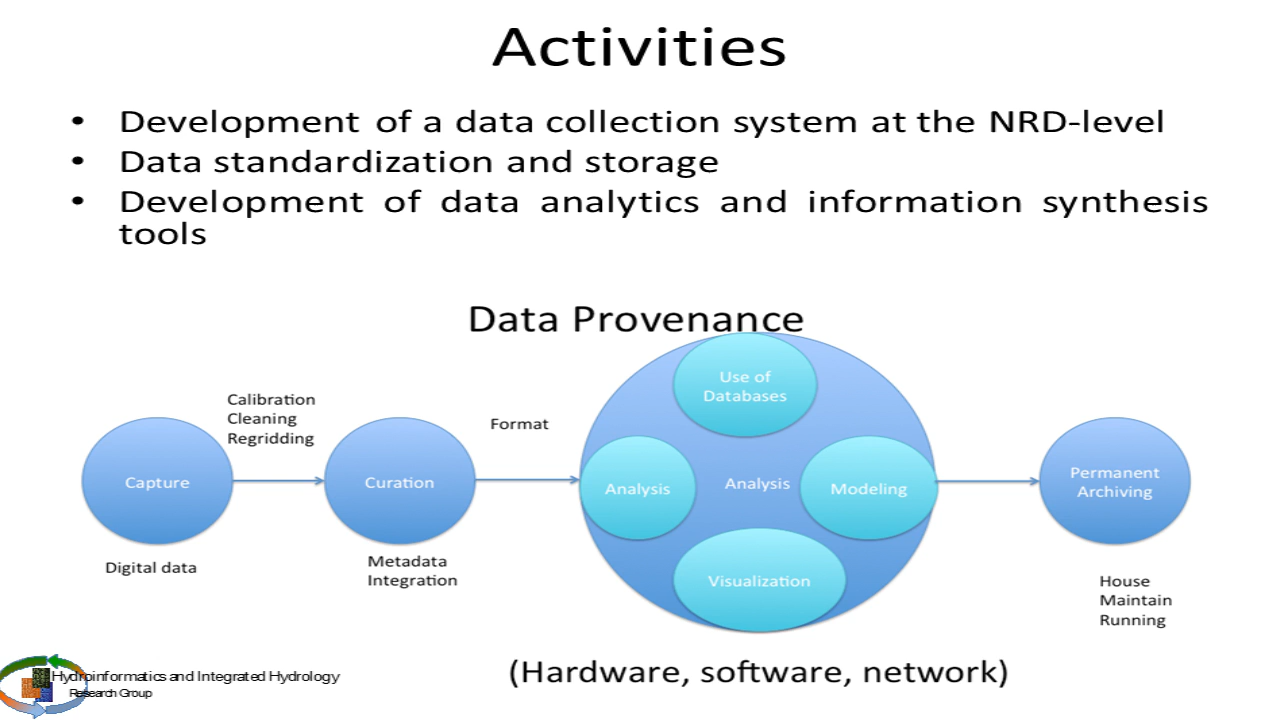 Activities
• Development of a data collection system at the NRD-level
• Data standardization and storage
• Development of data analytics and information synthesis
tools
Data Provenance
Capture
Digital data
Calibration
Cleaning
Regridding
Curation
Metadata
Integration
Format
Use of
Databases
Analysis
Analysis
Modeling
Visualization
Permanent
Archiving
House
Maintain
Running
(Hardware, software, network)
Hydroinformatics and Integrated Hydrology
Research Group